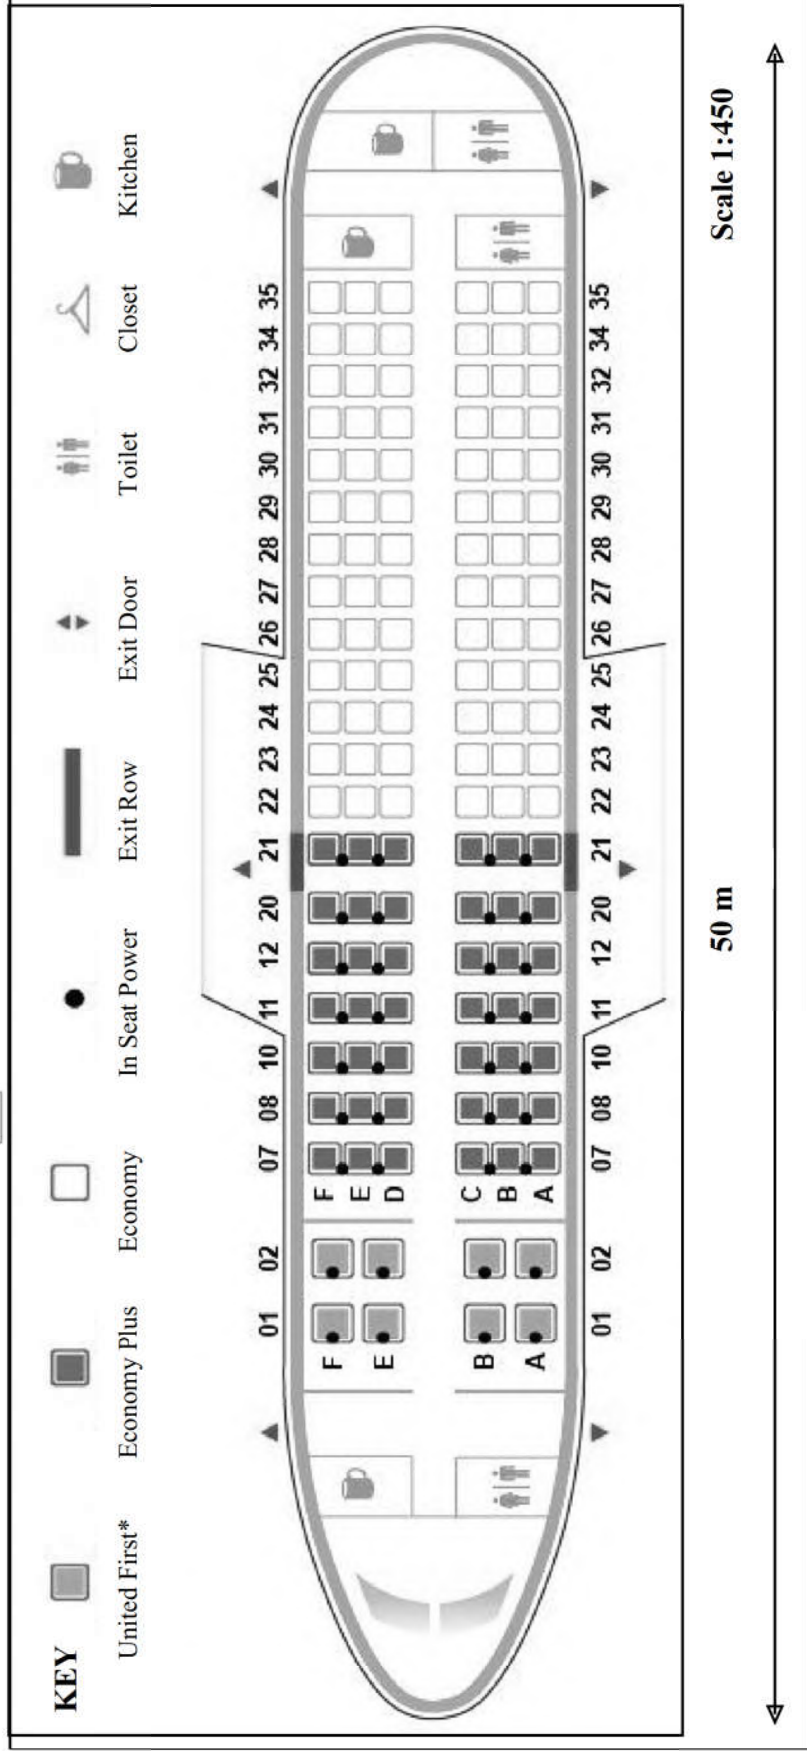 KEY
United First*
Economy Plus
Economy
In Seat Power
Exit Row
Exit Door
Toilet
Closet
Kitchen
01 02 07 08 10 11 12 20 21 22 23 24 25 26 27 28 29 30 31 32 34 35
F F
E E
D
C
B B
A A
01 02 07 08 10 11 12 20 21 22 23 24 25 26 27 28 29 30 31 32 34 35
50 m
Scale 1:450